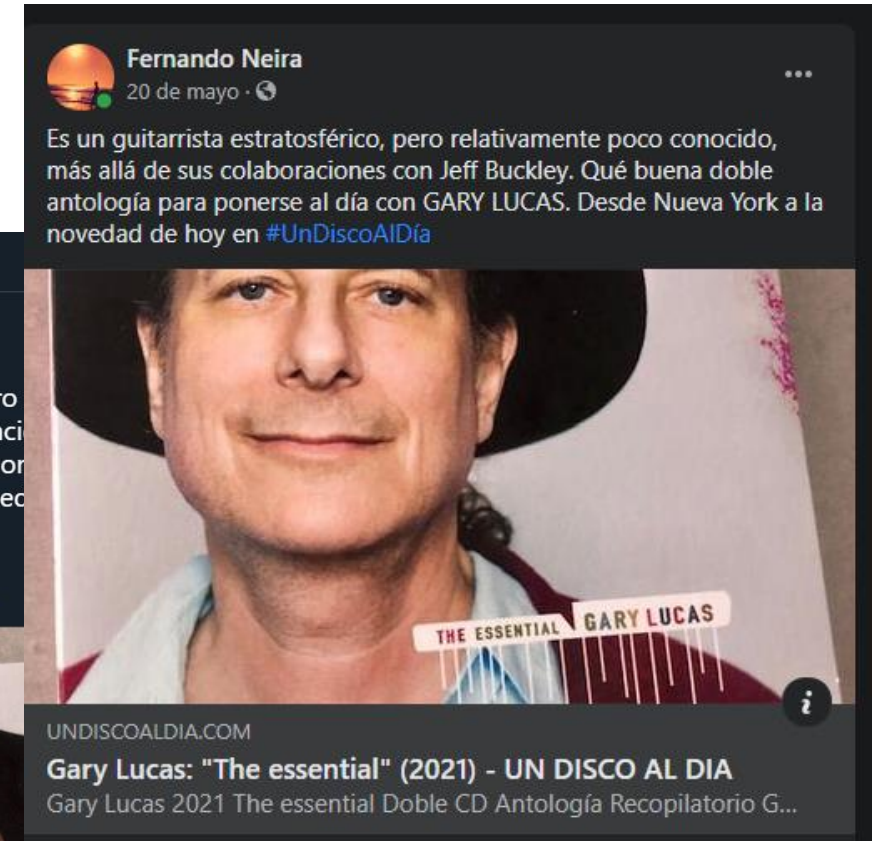 Fernando Neira
20 de mayo ·
Es un guitarrista estratosférico, pero relativamente poco conocido,
más allá de sus colaboraciones con Jeff Buckley. Qué buena doble
antología para ponerse al día con GARY LUCAS. Desde Nueva York a la
novedad de hoy en #UnDiscoAlDía
THE ESSENTIAL GARY LUCAS
UNDISCOALDIA.COM
Gary Lucas: "The essential" (2021) - UN DISCO AL DIA
Gary Lucas 2021 The essential Doble CD Antología Recopilatorio G...